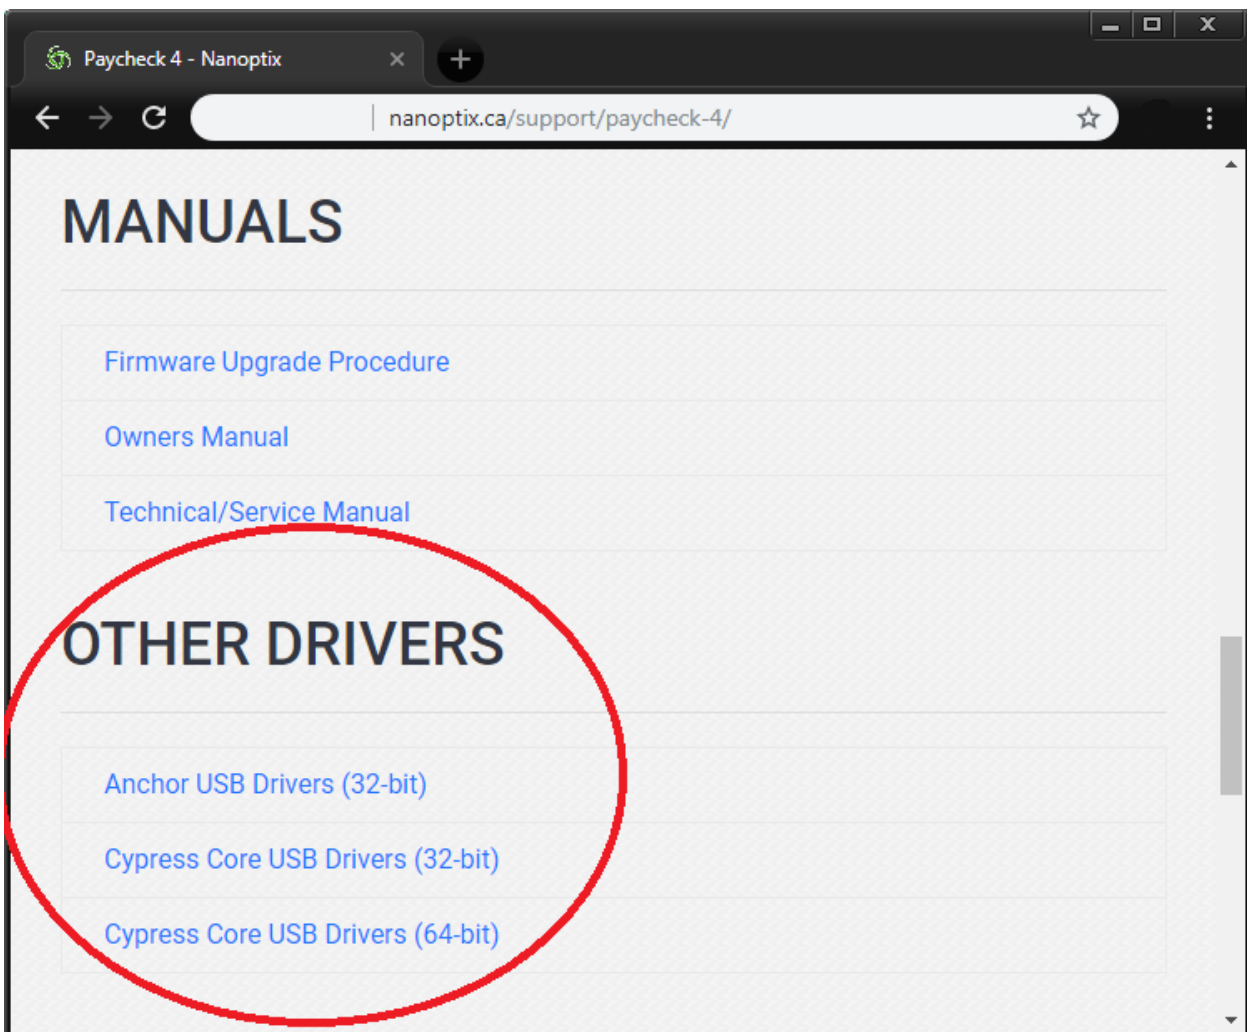 Paycheck 4 - Nanoptix
nanoptix.ca/support/paycheck-4/
MANUALS
Firmware Upgrade Procedure
Owners Manual
Technical/Service Manual
OTHER DRIVERS
Anchor USB Drivers (32-bit)
Cypress Core USB Drivers (32-bit)
Cypress Core USB Drivers (64-bit)